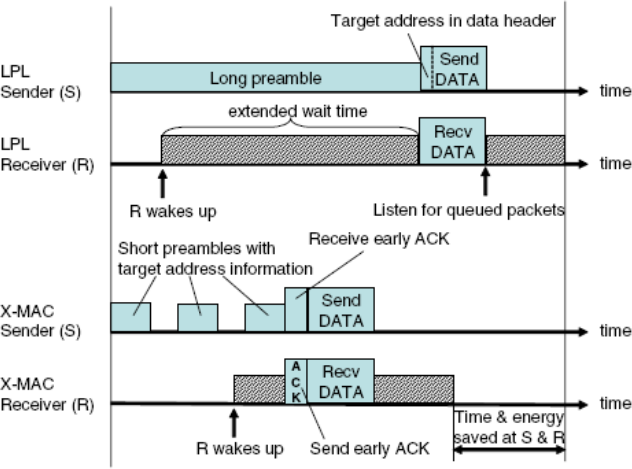 Target address in data header
LPL
Sender (S)
Long preamble
Send
DATA
time
extended wait time
LPL
Receiver (R)
Recv
DATA
time
R wakes up
Listen for queued packets
Short preambles with
target address information
Receive early ACK
X-MAC
Sender (S)
Send
DATA
time
X-MAC
Receiver (R)
A
C
K
Recv
DATA
time
R wakes up
Send early ACK
Time & energy
saved at S & R